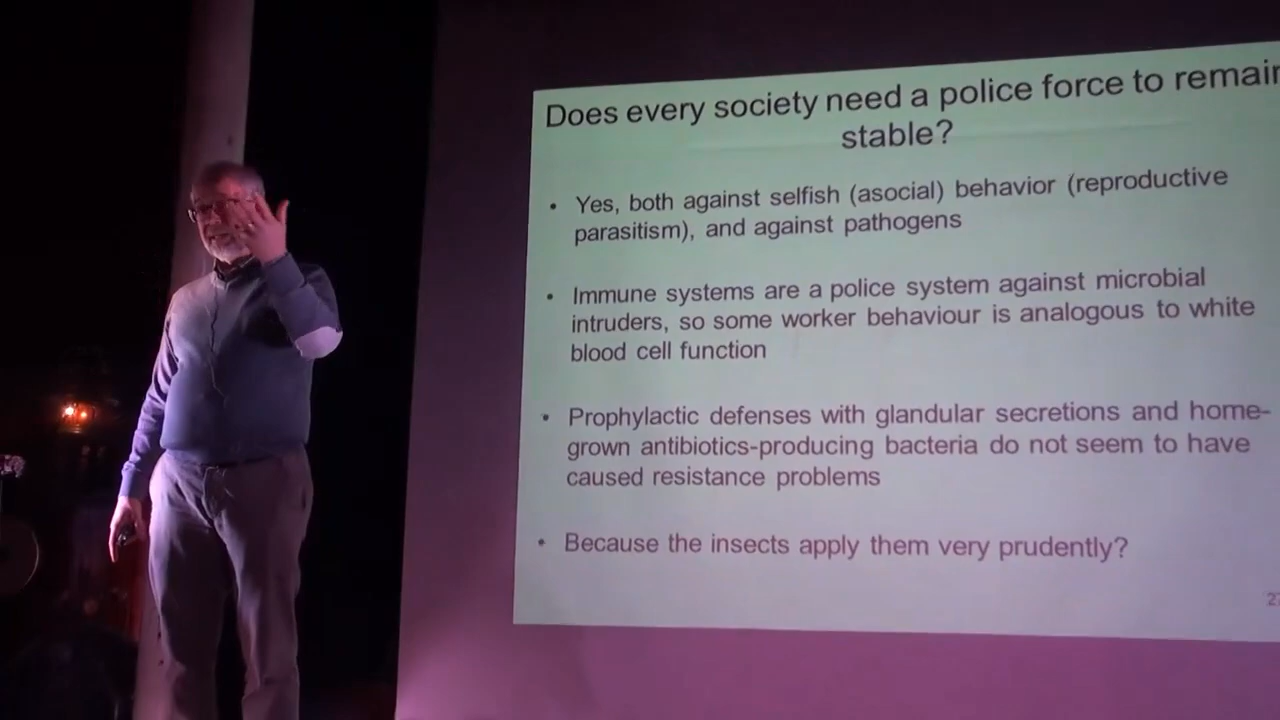 Does every society need a police force to remain
stable?
• Yes, both against selfish (asocial) behavior (reproductive
parasitism), and against pathogens
• Immune systems are a police system against microbial
intruders, so some worker behaviour is analogous to white
blood cell function
• Prophylactic defenses with glandular secretions and home-
grown antibiotics-producing bacteria do not seem to have
caused resistance problems
• Because the insects apply them very prudently?